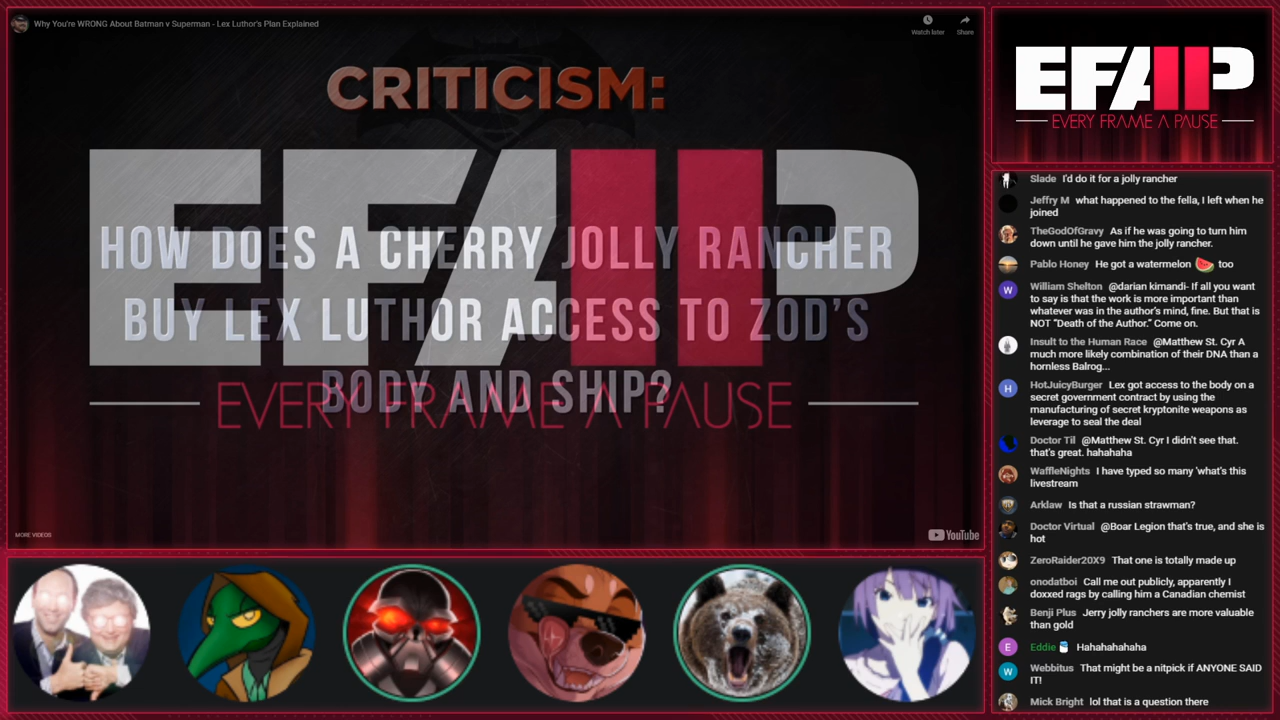 Why You're WRONG About Batman v Superman - Lex Luthor's Plan Explained
Watch later
Share
CRITICISM:
EFAP
HOW DOES A CHERRY JOLLY RANCHER
BUY LEX LUTHOR ACCESS TO ZOD'S
BODY AND SHIP?
EVERY FRAME A PAUSE
MORE VIDEOS
YouTube
EFAP
EVERY FRAME A PAUSE
Slade I'd do it for a jolly rancher
Jeffry M what happened to the fella, I left when he
joined
TheGodOfGravy As if he was going to turn him
down until he gave him the jolly rancher.
Pablo Honey He got a watermelon 🍉 too
W
William Shelton @darian kimandi- If all you want
to say is that the work is more important than
whatever was in the author's mind, fine. But that is
NOT "Death of the Author." Come on.
Insult to the Human Race @Matthew St. Cyr A
much more likely combination of their DNA than a
hornless Balrog...
H
HotJuicyBurger Lex got access to the body on a
secret government contract by using the
manufacturing of secret kryptonite weapons as
leverage to seal the deal
Doctor Til @Matthew St. Cyr I didn't see that.
that's great. hahahaha
WaffleNights I have typed so many 'what's this
livestream
Arklaw Is that a russian strawman?
Doctor Virtual @Boar Legion that's true, and she is
hot
ZeroRaider20X9 That one is totally made up
onodatboi Call me out publicly, apparently I
doxxed rags by calling him a Canadian chemist
Benji Plus Jerry jolly ranchers are more valuable
than gold
E
Eddie Hahahahahaha
W
Webbitus That might be a nitpick if ANYONE SAID
IT!
Mick Bright lol that is a question there